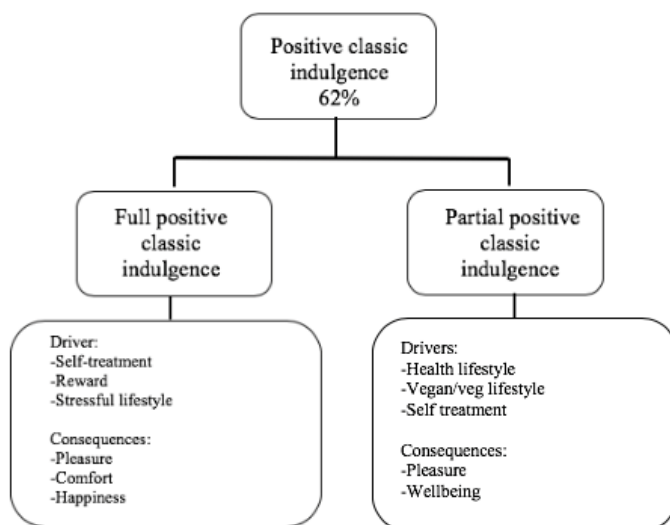 Positive classic
indulgence
62%
Full positive
classic
indulgence
Partial positive
classic
indulgence
Driver:
-Self-treatment
-Reward
-Stressful lifestyle
Consequences:
-Pleasure
-Comfort
-Happiness
Drivers:
-Health lifestyle
-Vegan/veg lifestyle
-Self treatment
Consequences:
-Pleasure
-Wellbeing